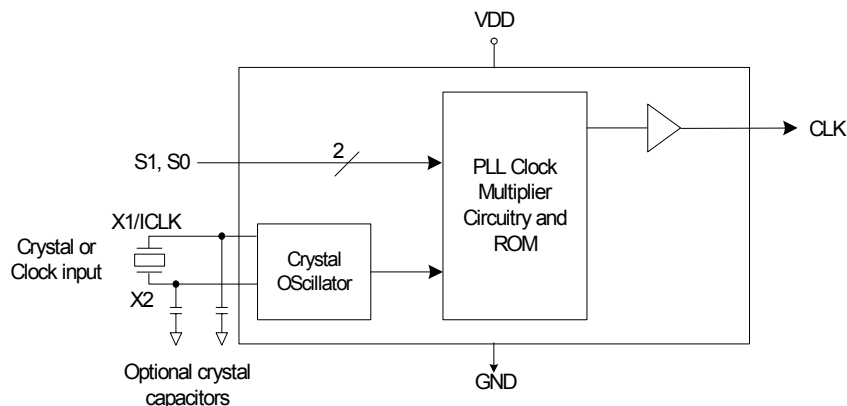 VDD
CLK
2
S1, S0
PLL Clock
Multiplier
Circuitry and
ROM
X1/ICLK
Crystal or
Clock input
Crystal
OScillator
X2
Optional crystal
capacitors
GND